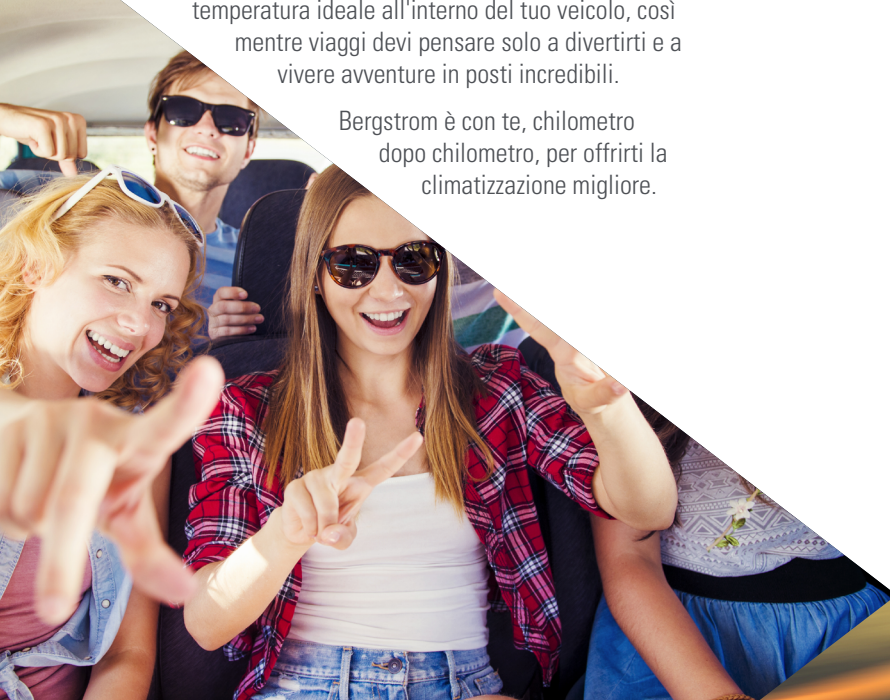 temperatura ideale all'interno del tuo veicolo, così
mentre viaggi devi pensare solo a divertirti e a
vivere avventure in posti incredibili.
Bergstrom è con te, chilometro
dopo chilometro, per offrirti la
climatizzazione migliore.